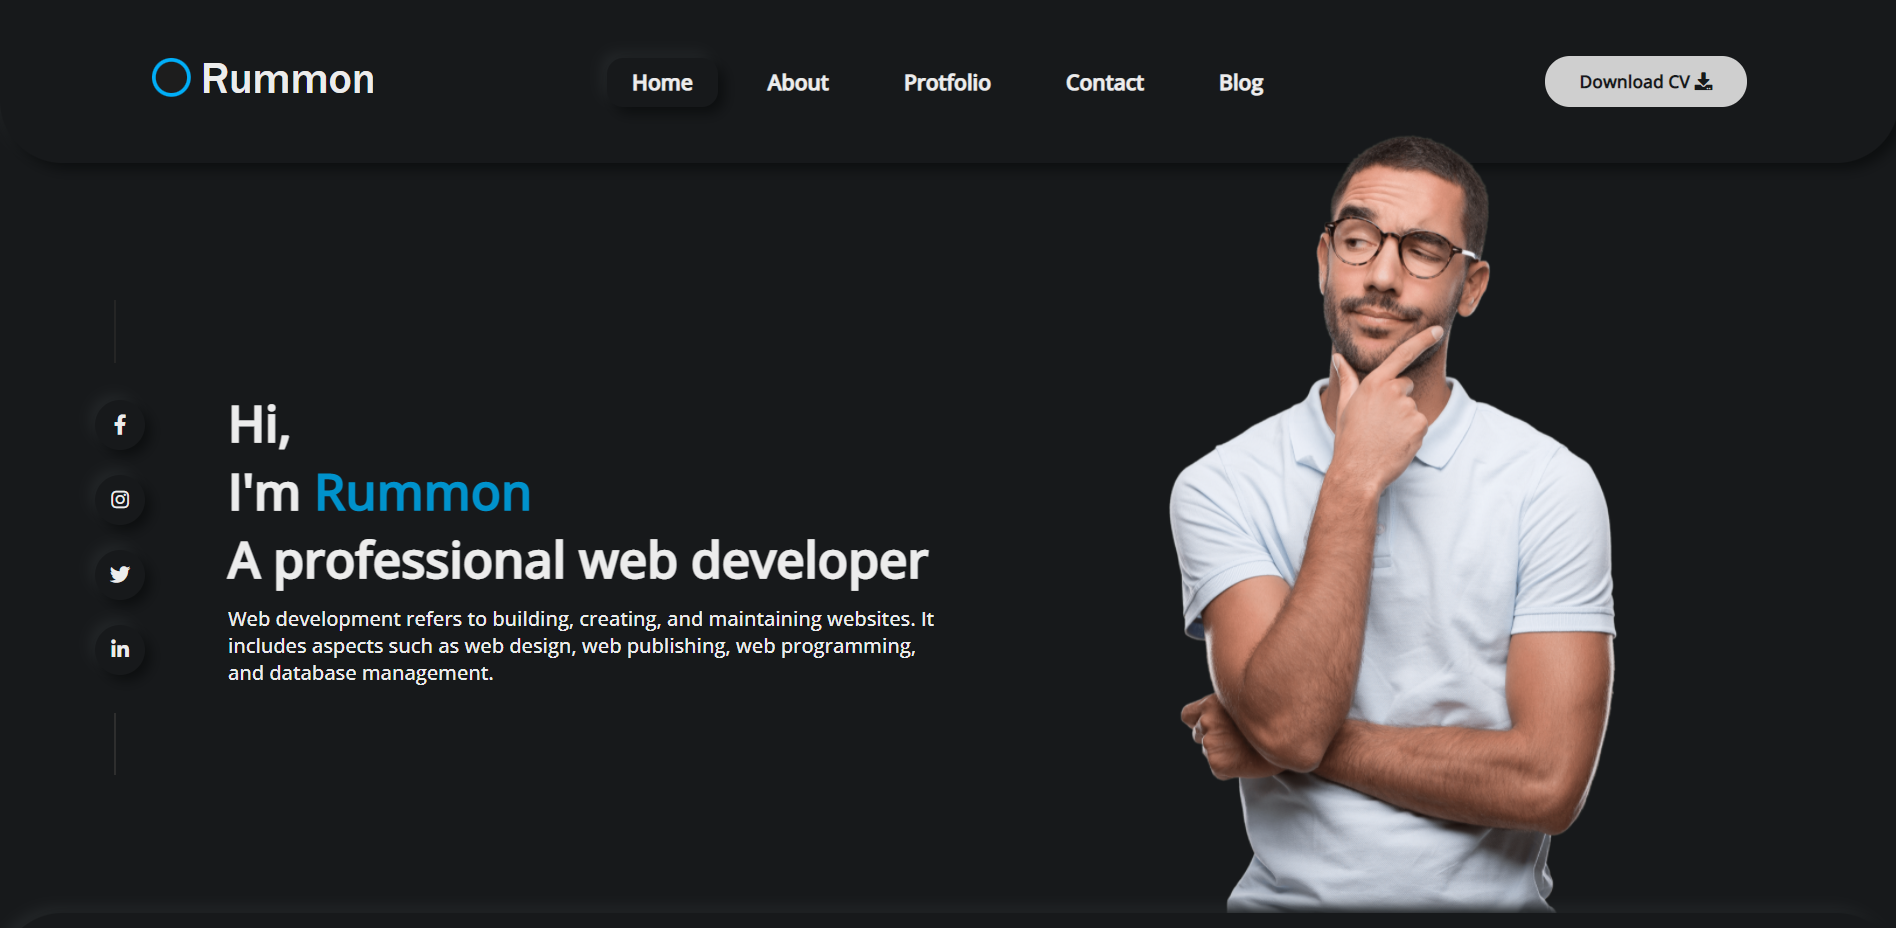 Rummon
Home About Protfolio Contact Blog
Download CV
Hi,
I'm Rummon
A professional web developer
Web development refers to building, creating, and maintaining websites. It
includes aspects such as web design, web publishing, web programming,
and database management.